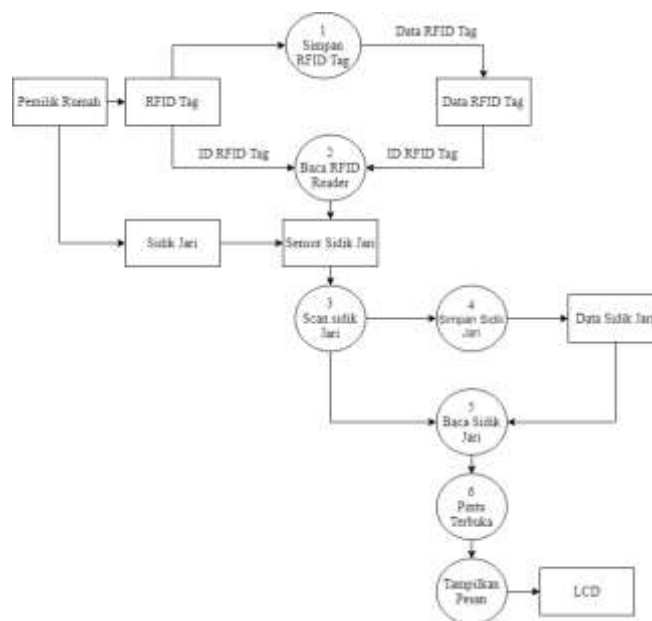 1
Simpan
RFID Tag
Data RFID Tag
Pemilik Rumah
RFID Tag
Data RFID Tag
ID RFID Tag
2
Baca RFID
Reader
ID RFID Tag
Sidik Jari
Sensor Sidik Jari
3
Scan sidik
Jari
4
Simpan Sidik
Jari
Data Sidik Jari
5
Baca Sidik
Jari
6
Pintu
Terbuka
Tampilkan
Pesan
LCD